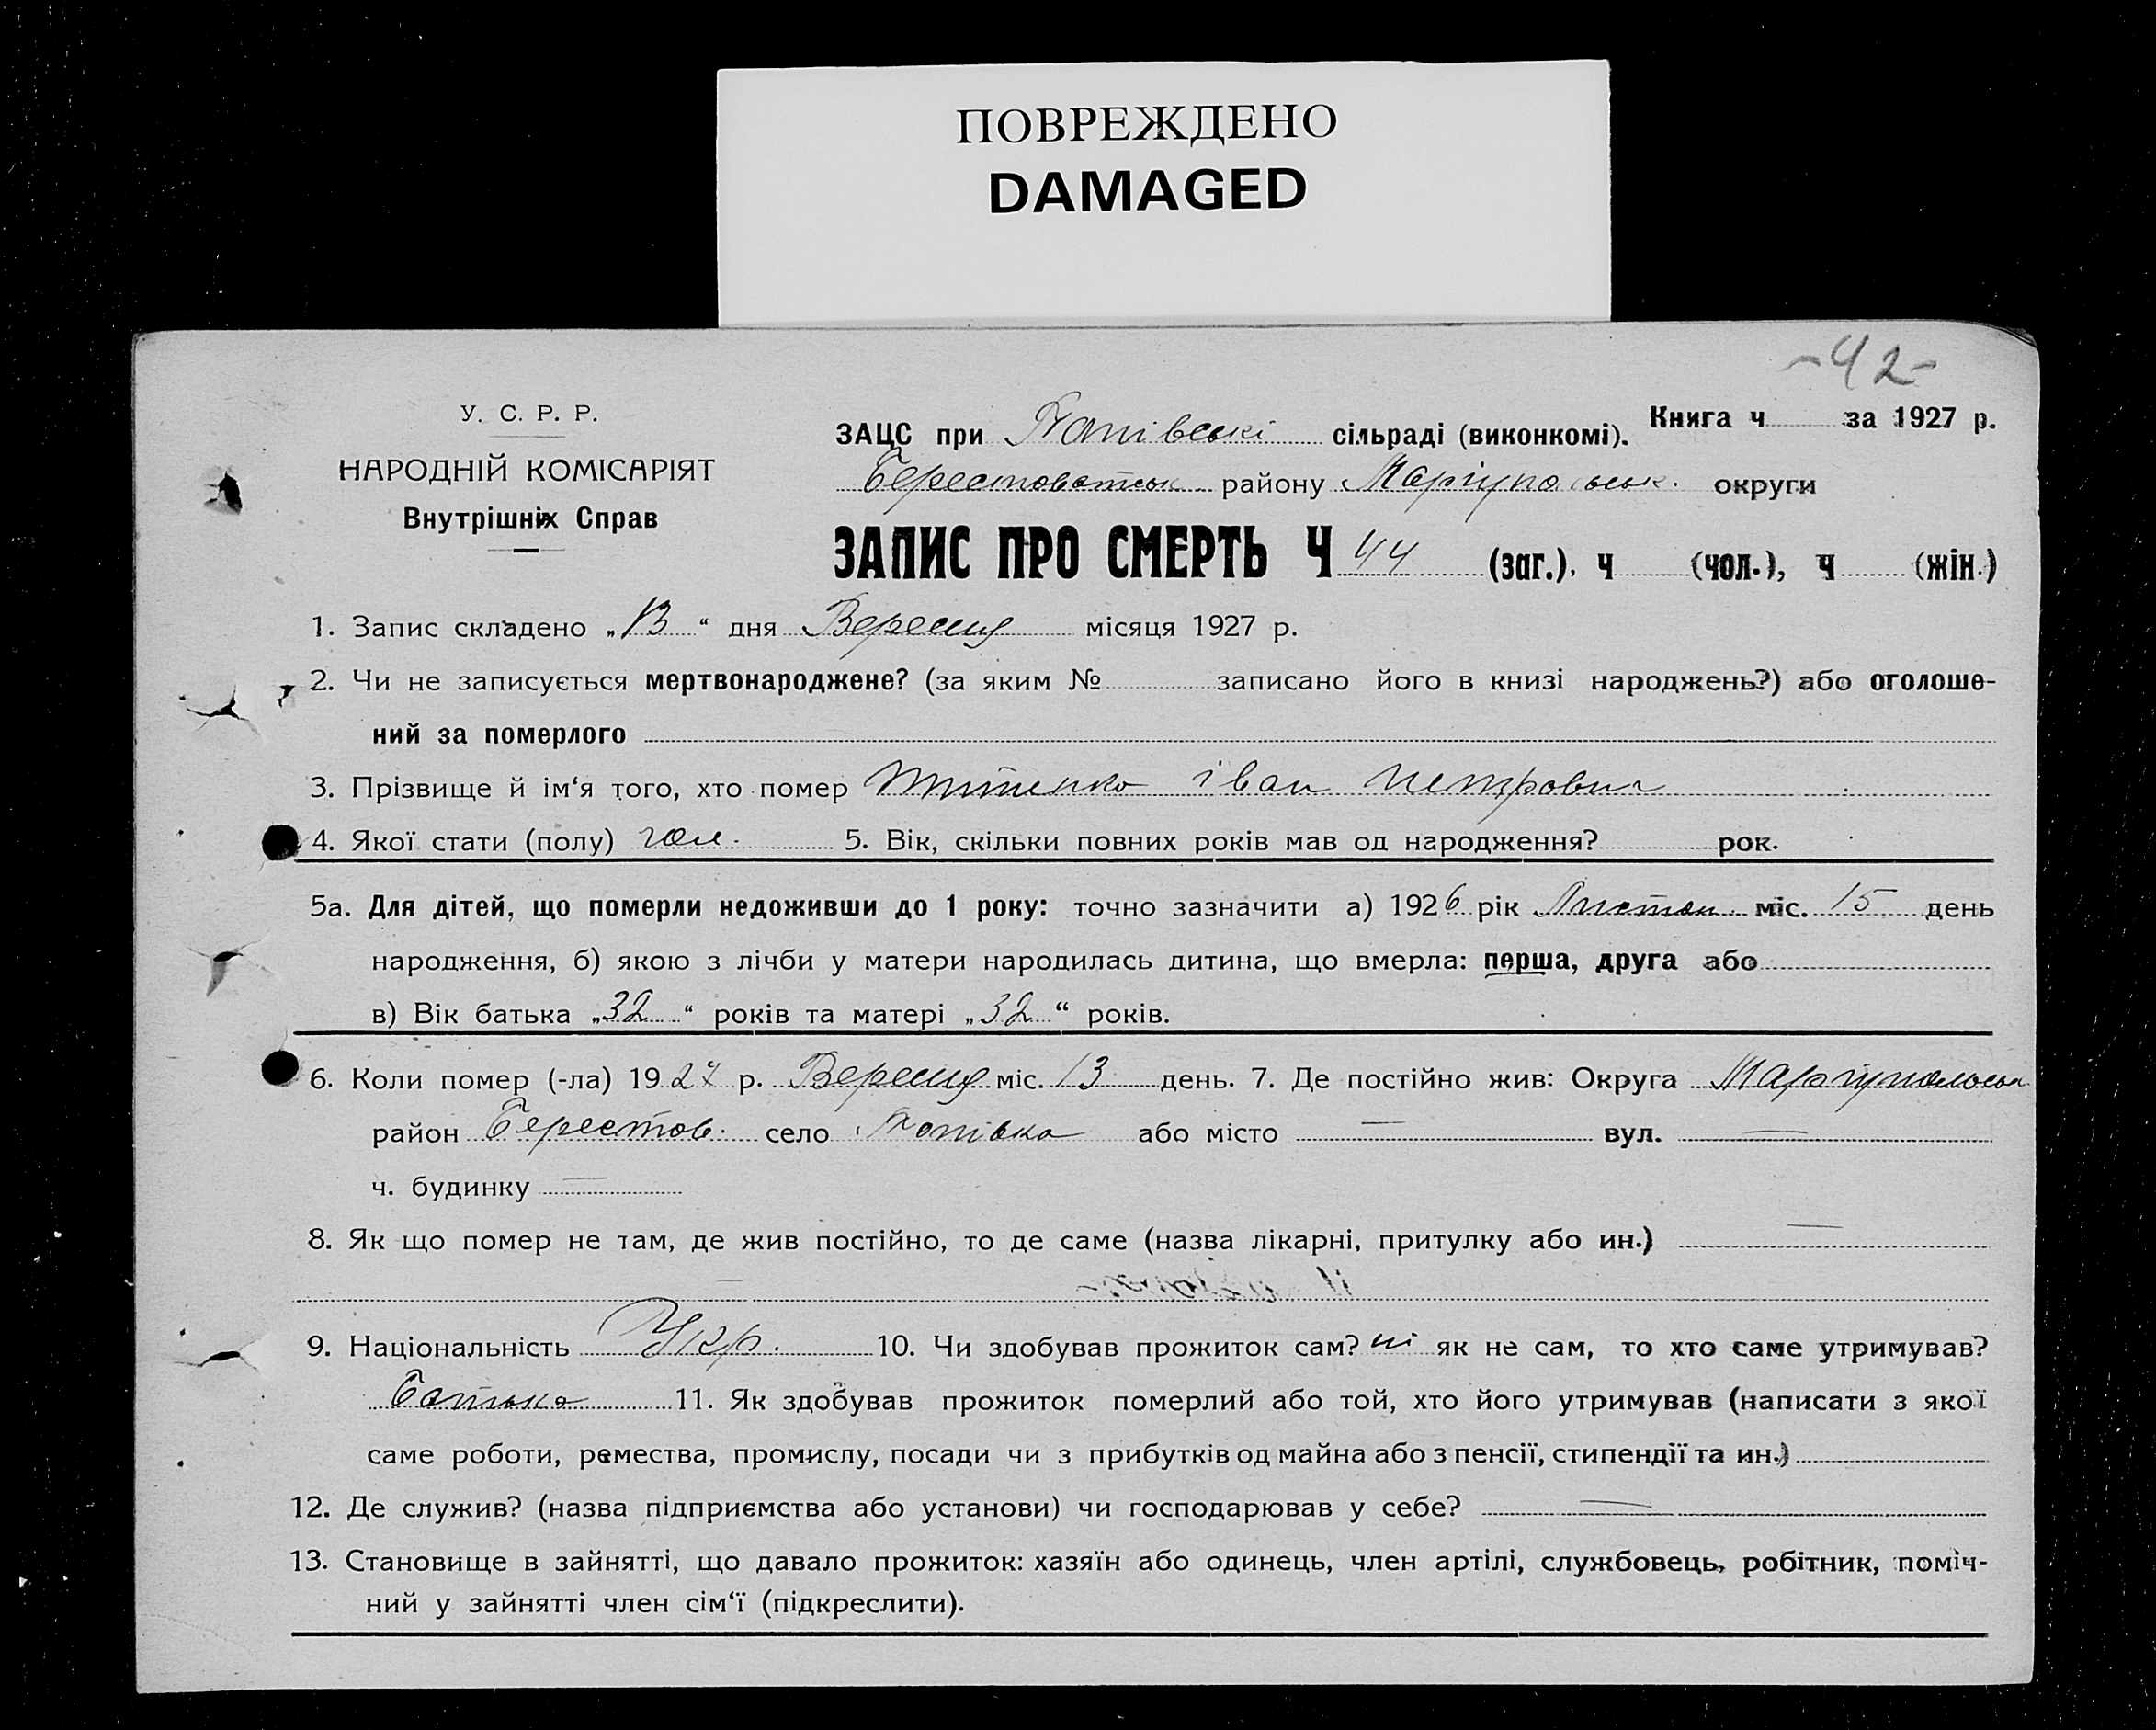 ПОВРЕЖДЕНО
DAMAGED
-42-
У. С. Р. Р.
НАРОДНІЙ КОМІСАРІЯТ
Внутрішніх Справ
Книга ч за 1927 р.
ЗАЦС при сільраді (виконкомі).
району округи
ЗАПИС ПРО СМЕРТЬ Ч 44 (заг.), ч (чол.), ч (жін.)
1. Запис складено „13“ дня Вересня місяця 1927 р.
2. Чи не записується мертвонароджене? (за яким № записано його в книзі народжень?) або оголоше-
ний за померлого
3. Прізвище й ім‘я того, хто помер іван петрович
4. Якої стати (полу) чол. 5. Вік, скільки повних років мав од народження? рок.
5а. Для дітей, що померли недоживши до 1 року: точно зазначити а) 1926 рік Листоп. міс. 15 день
народження, б) якою з лічби у матери народилась дитина, що вмерла: перша, друга або
в) Вік батька „32“ років та матері „32“ років.
6. Коли помер (-ла) 1927 р. Вересня міс. 13 день. 7. Де постійно жив: Округа
район Берестов. село або місто — вул. —
ч. будинку —
8. Як що помер не там, де жив постійно, то де саме (назва лікарні, притулку або ин.) —
—
9. Національність Укр. 10. Чи здобував прожиток сам? ні як не сам, то хто саме утримував?
Батько 11. Як здобував прожиток померлий або той, хто його утримував (написати з якої
саме роботи, ремества, промислу, посади чи з прибутків од майна або з пенсії, стипендії та ин.)
12. Де служив? (назва підприємства або установи) чи господарював у себе? —
13. Становище в зайнятті, що давало прожиток: хазяїн або одинець, член артілі, службовець, робітник, поміч-
ний у зайнятті член сім‘ї (підкреслити).